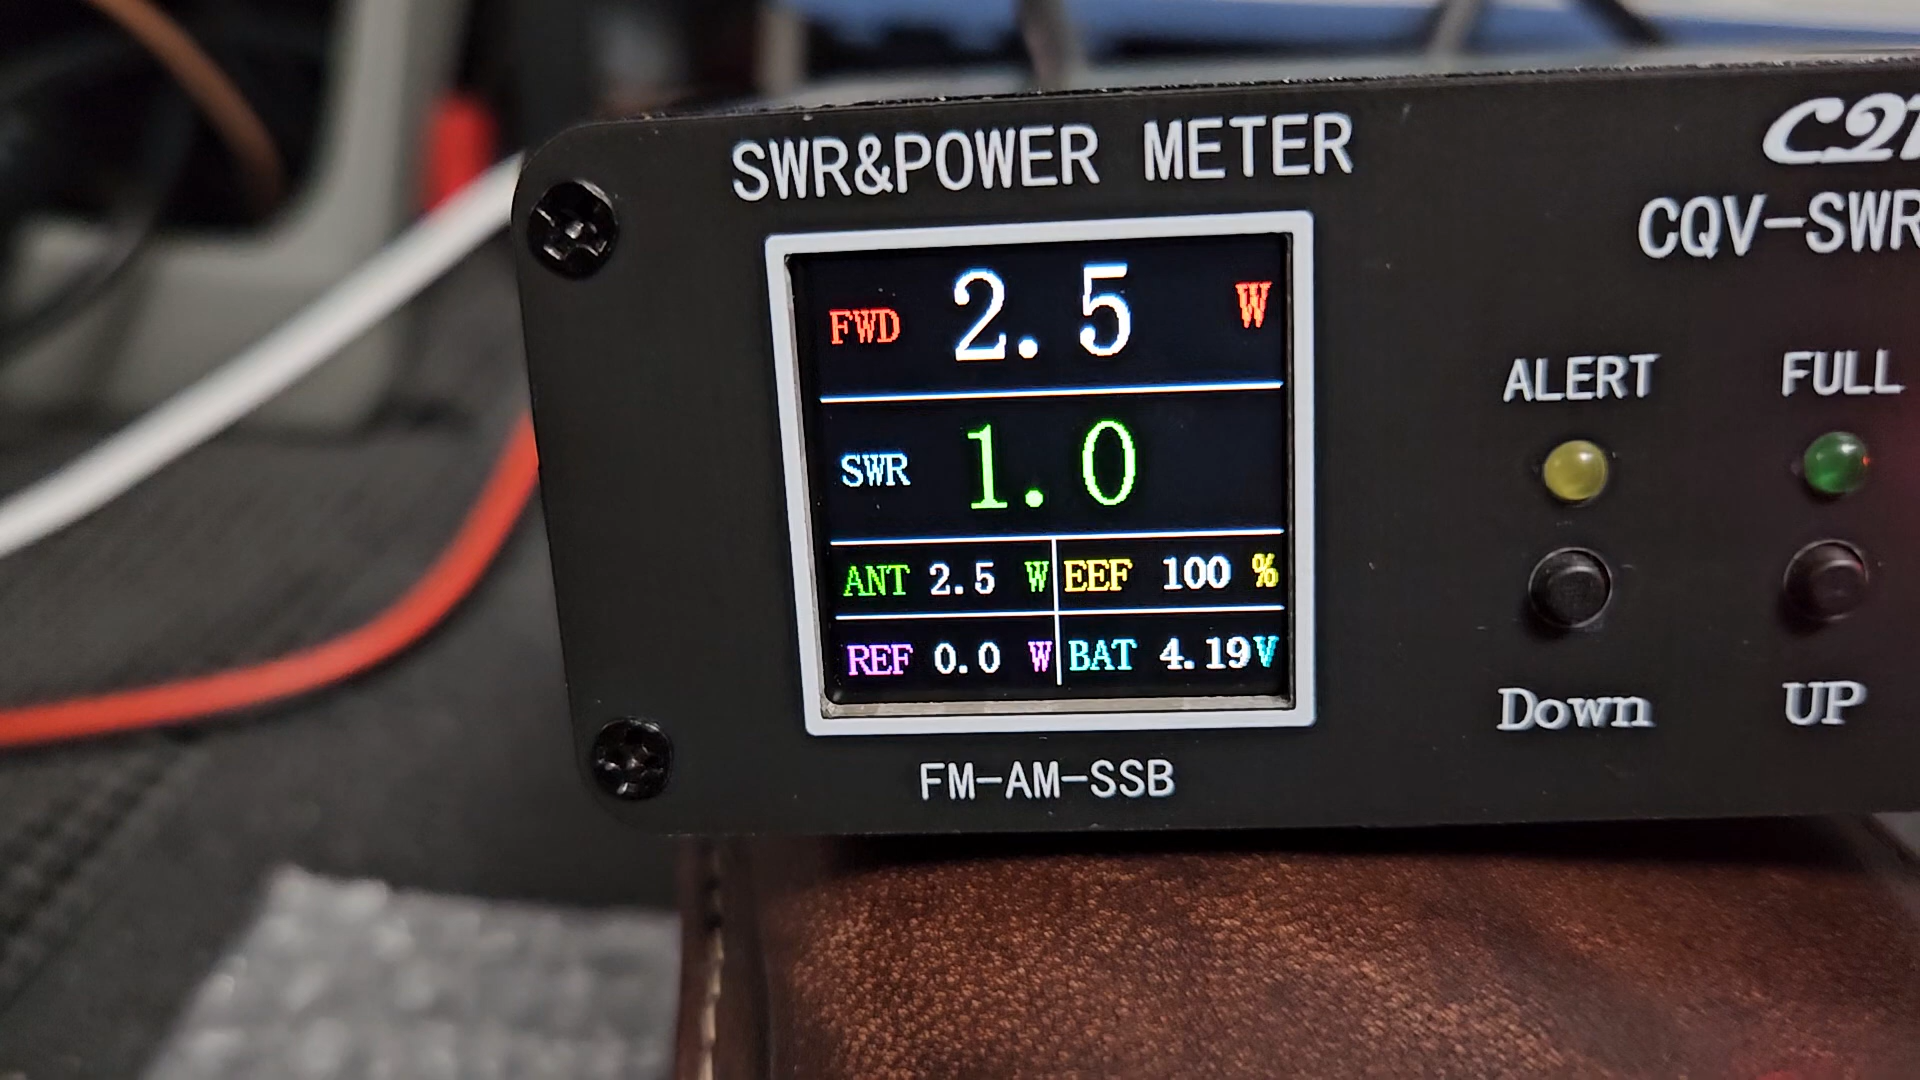 SWR&POWER METER
CQV-SWR
FWD 2.5 W
SWR 1.0
ANT 2.5 W EEF 100 %
REF 0.0 W BAT 4.19V
ALERT FULL
Down UP
FM-AM-SSB